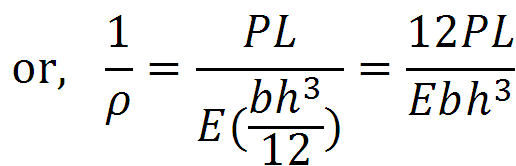 or, 1/ρ = PL / E(bh³/12) = 12PL / Ebh³